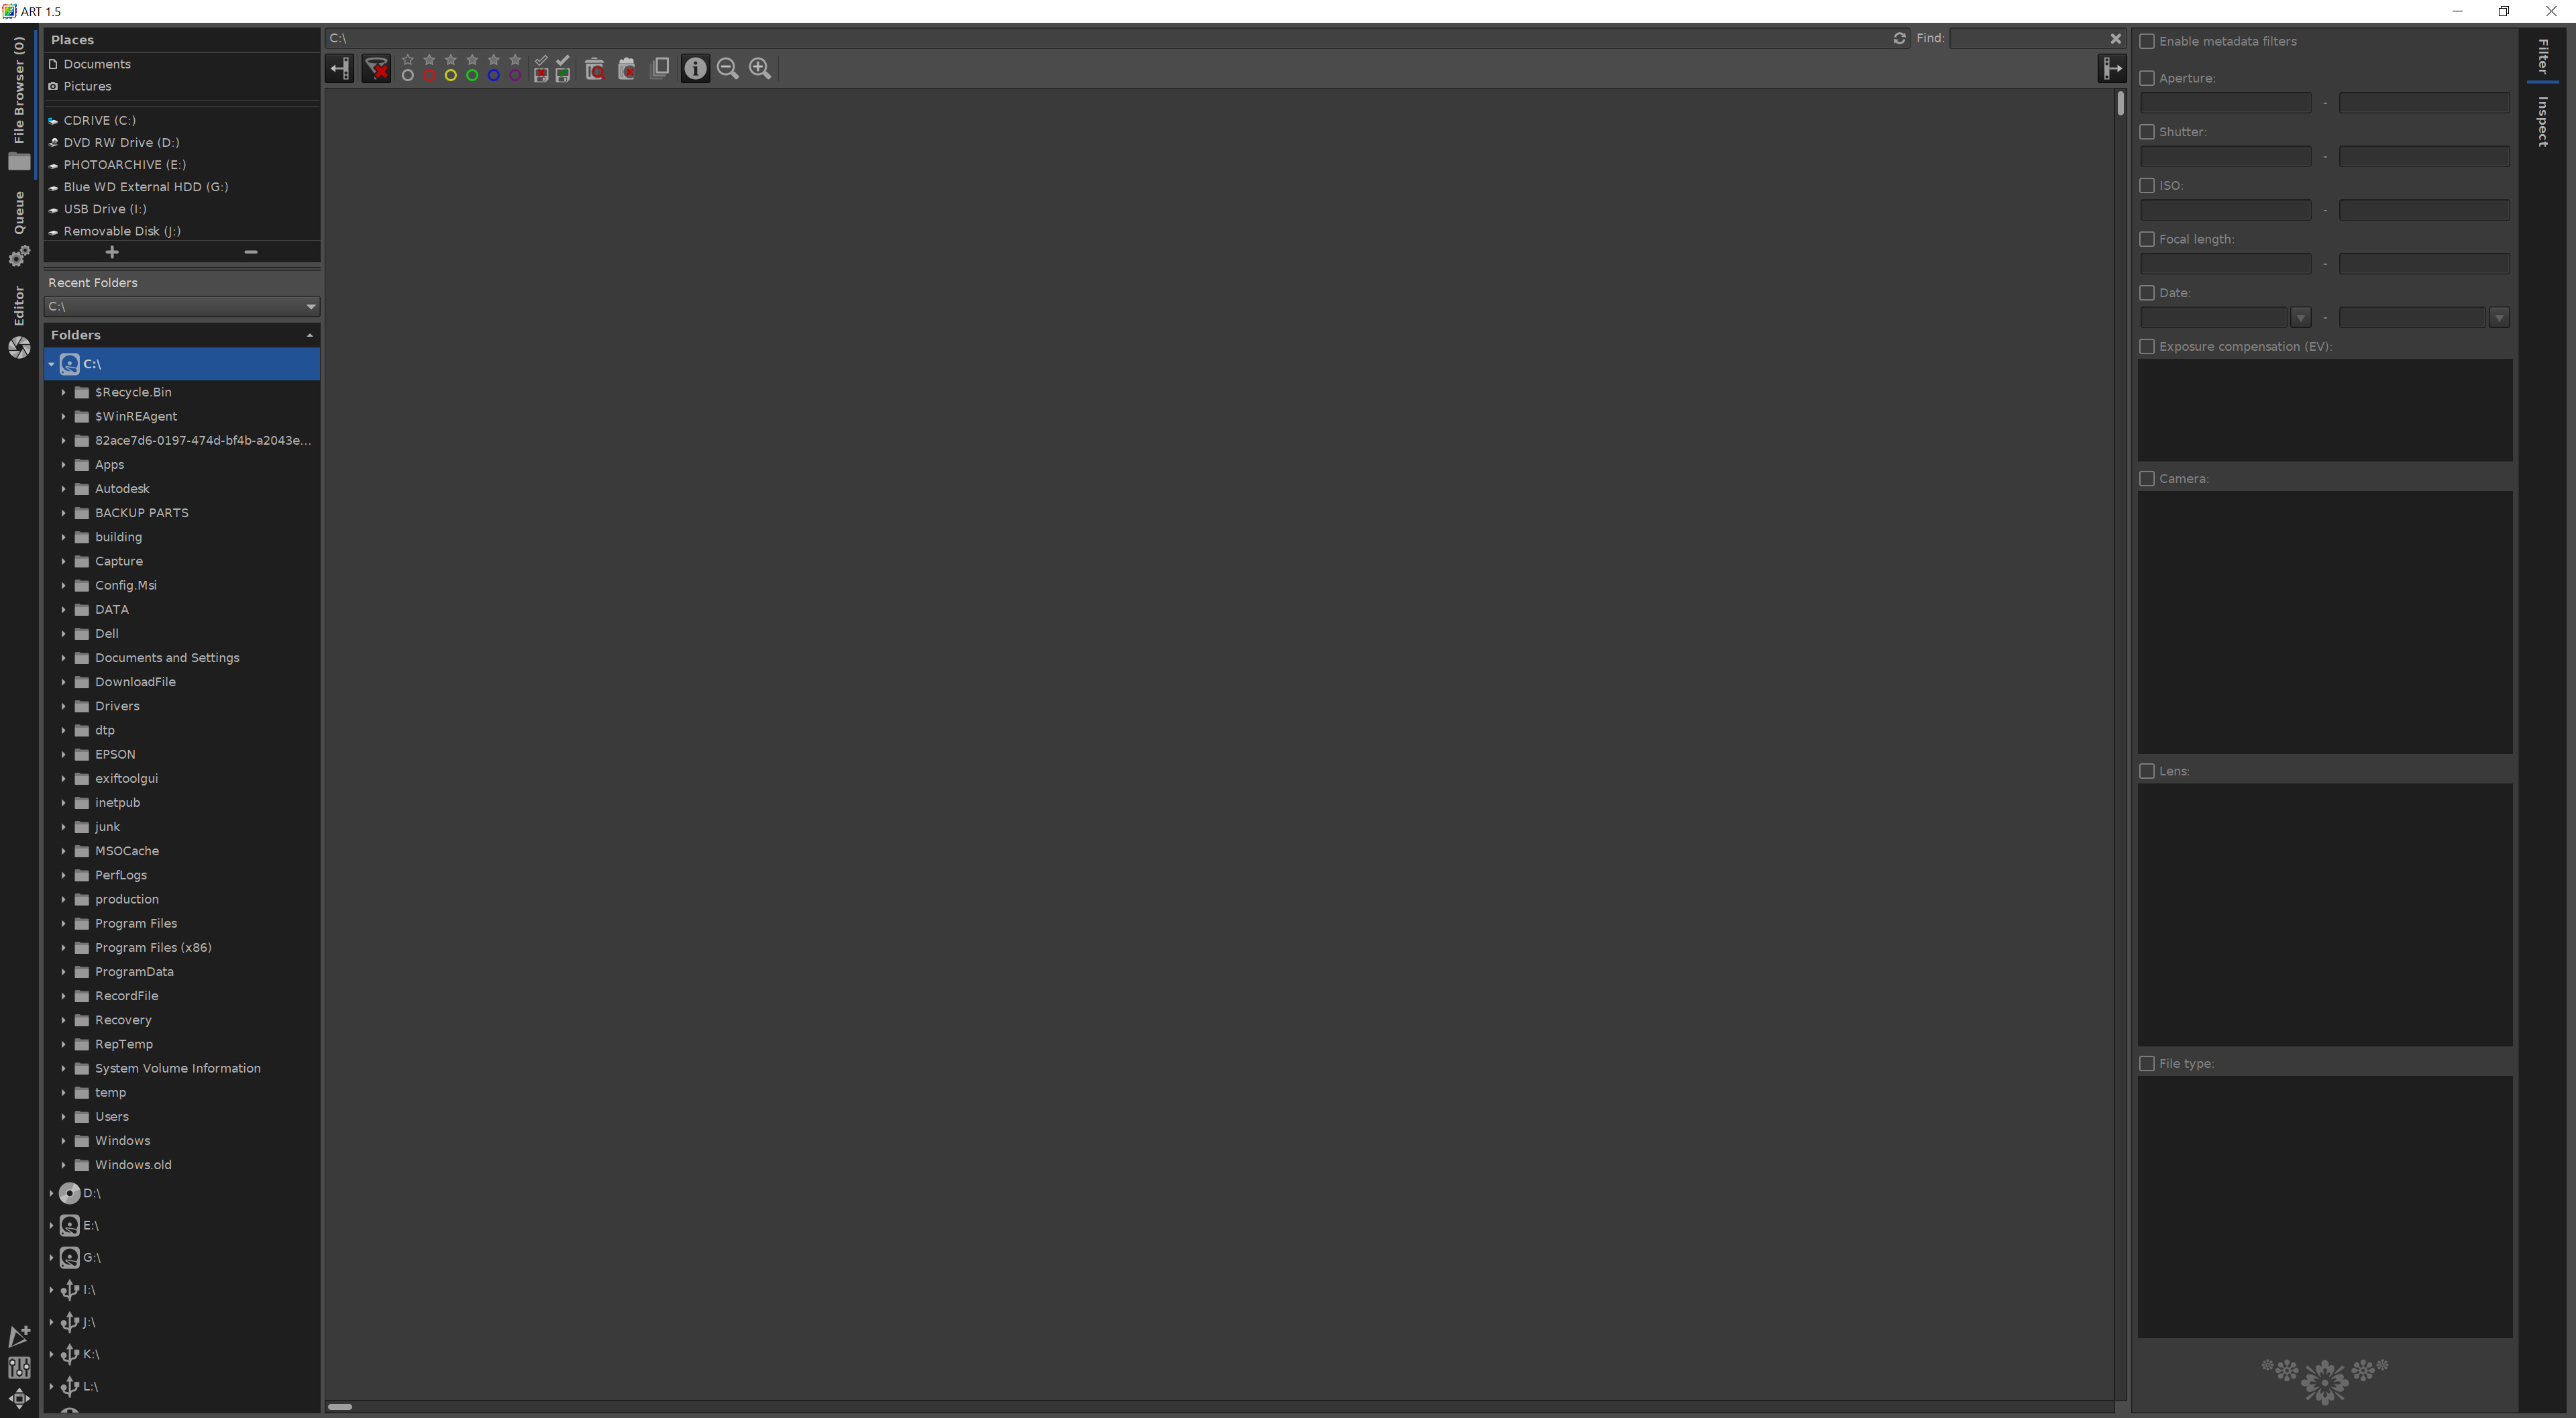 ART 1.5
File Browser (0)
Queue
Editor
Places
Documents
Pictures
CDRIVE (C:)
DVD RW Drive (D:)
PHOTOARCHIVE (E:)
Blue WD External HDD (G:)
USB Drive (I:)
Removable Disk (J:)
Recent Folders
C:\
Folders
C:\
$Recycle.Bin
$WinREAgent
82ace7d6-0197-474d-bf4b-a2043e...
Apps
Autodesk
BACKUP PARTS
building
Capture
Config.Msi
DATA
Dell
Documents and Settings
DownloadFile
Drivers
dtp
EPSON
exiftoolgui
inetpub
junk
MSOCache
PerfLogs
production
Program Files
Program Files (x86)
ProgramData
RecordFile
Recovery
RepTemp
System Volume Information
temp
Users
Windows
Windows.old
D:\
E:\
G:\
I:\
J:\
K:\
L:\
C:\
Find:
Enable metadata filters
Aperture:
-
Shutter:
-
ISO:
-
Focal length:
-
Date:
-
Exposure compensation (EV):
Camera:
Lens:
File type:
Filter
Inspect